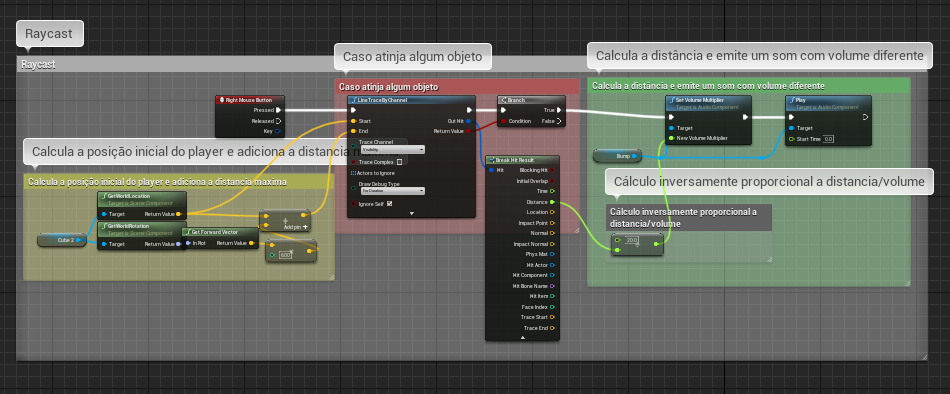 Raycast
Raycast
Caso atinja algum objeto
Calcula a distância e emite um som com volume diferente
Caso atinja algum objeto
Calcula a distância e emite um som com volume diferente
Right Mouse Button
Pressed
Released
Key
LineTraceByChannel
Start
End
Trace Channel
Visibility
Trace Complex
Actors to Ignore
Draw Debug Type
For Duration
Ignore Self
Out Hit
Return Value
Branch
True
Condition
False
Set Volume Multiplier
Target is Audio Component
Target
New Volume Multiplier
Play
Target is Audio Component
Target
Start Time
0.0
Bump
Calcula a posição inicial do player e adiciona a distancia
Calcula a posição inicial do player e adiciona a distancia maxima
GetWorldLocation
Target is Scene Component
Target
Return Value
GetWorldRotation
Target is Scene Component
Target
Return Value
Cube 2
Get Forward Vector
In Rot
Return Value
Add pin
600
Break Hit Result
Hit
Blocking Hit
Initial Overlap
Time
Distance
Location
Impact Point
Normal
Impact Normal
Phys Mat
Hit Actor
Hit Component
Hit Bone Name
Hit Item
Face Index
Trace Start
Trace End
Cálculo inversamente proporcional a distancia/volume
Cálculo inversamente proporcional a
distancia/volume
20.0